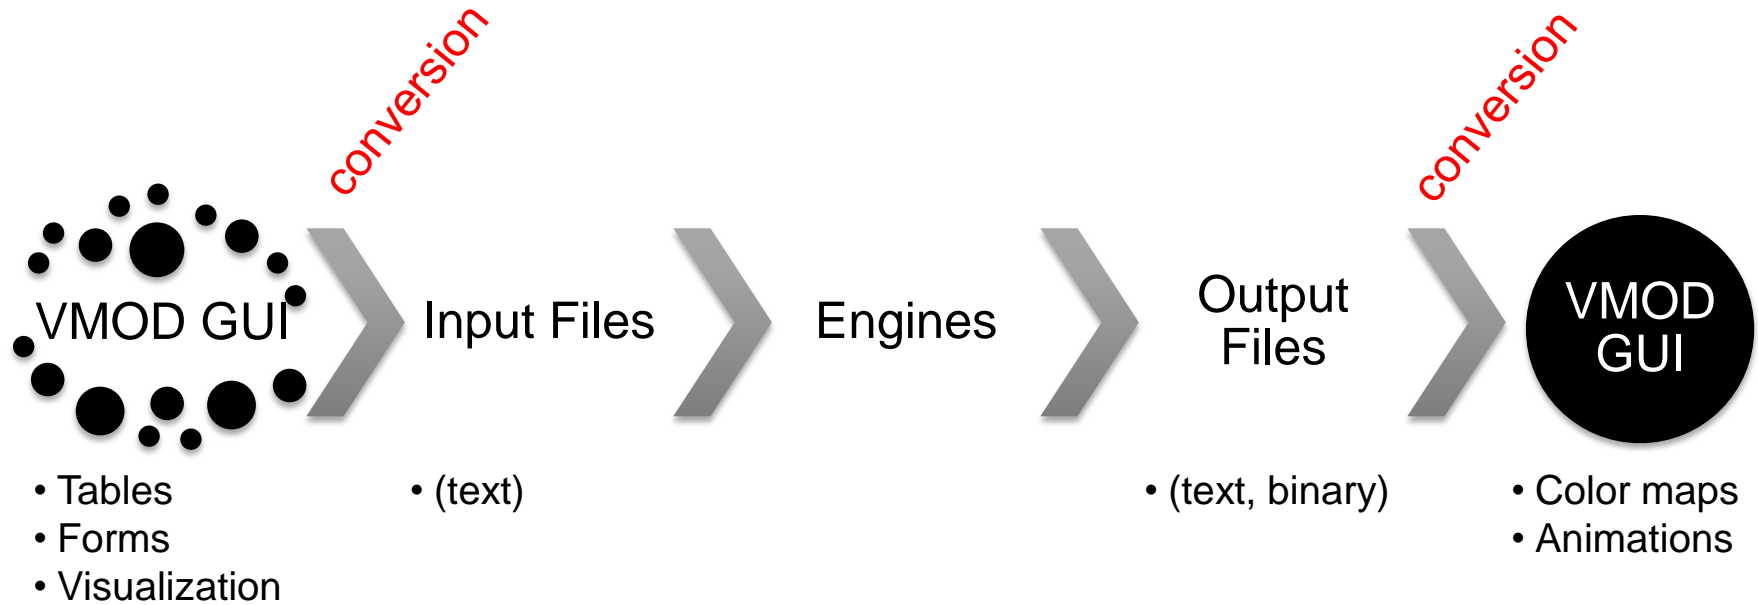 conversion
conversion
VMOD GUI
Input Files
Engines
Output
Files
VMOD
GUI
• Tables
• Forms
• Visualization
• (text)
• (text, binary)
• Color maps
• Animations